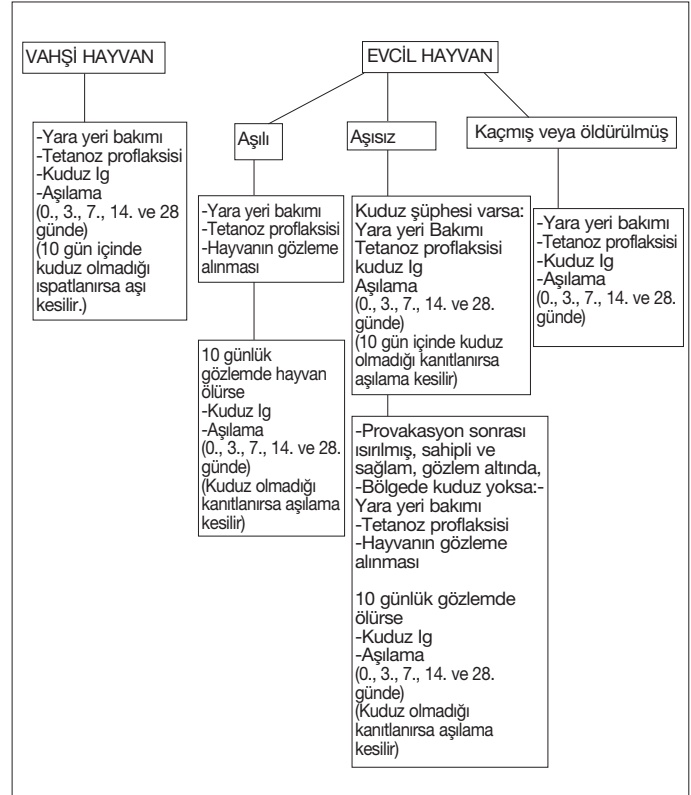 VAHŞİ HAYVAN
-Yara yeri bakımı
-Tetanoz proflaksisi
-Kuduz Ig
-Aşılama
(0., 3., 7., 14. ve 28
günde)
(10 gün içinde
kuduz olmadığı
ıspatlanırsa aşı
kesilir.)
EVCİL HAYVAN
Aşılı
-Yara yeri bakımı
-Tetanoz proflaksisi
-Hayvanın gözleme
alınması
10 günlük
gözlemde hayvan
ölürse
-Kuduz Ig
-Aşılama
(0., 3., 7., 14. ve 28.
günde)
(Kuduz olmadığı
kanıtlanırsa aşılama
kesilir)
Aşısız
Kuduz şüphesi varsa:
Yara yeri Bakımı
Tetanoz proflaksisi
kuduz Ig
Aşılama
(0., 3., 7., 14. ve 28.
günde)
(10 gün içinde kuduz
olmadığı kanıtlanırsa
aşılama kesilir)
-Provakasyon sonrası
ısırılmış, sahipli ve
sağlam, gözlem altında,
-Bölgede kuduz yoksa:-
Yara yeri bakımı
-Tetanoz proflaksisi
-Hayvanın gözleme
alınması
10 günlük gözlemde
ölürse
-Kuduz Ig
-Aşılama
(0., 3., 7., 14. ve 28.
günde)
(Kuduz olmadığı
kanıtlanırsa aşılama
kesilir)
Kaçmış veya öldürülmüş
-Yara yeri bakımı
-Tetanoz proflaksisi
-Kuduz Ig
-Aşılama
(0., 3., 7., 14. ve 28.
günde)